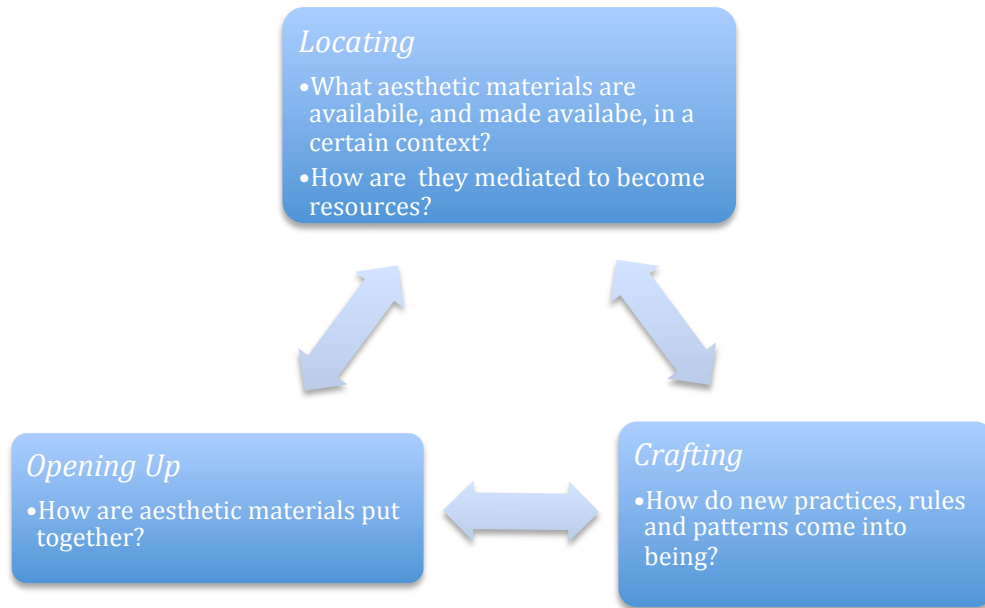 Locating
•What aesthetic materials are
availabile, and made availabe, in a
certain context?
•How are they mediated to become
resources?
Opening Up
•How are aesthetic materials put
together?
Crafting
•How do new practices, rules
and patterns come into
being?